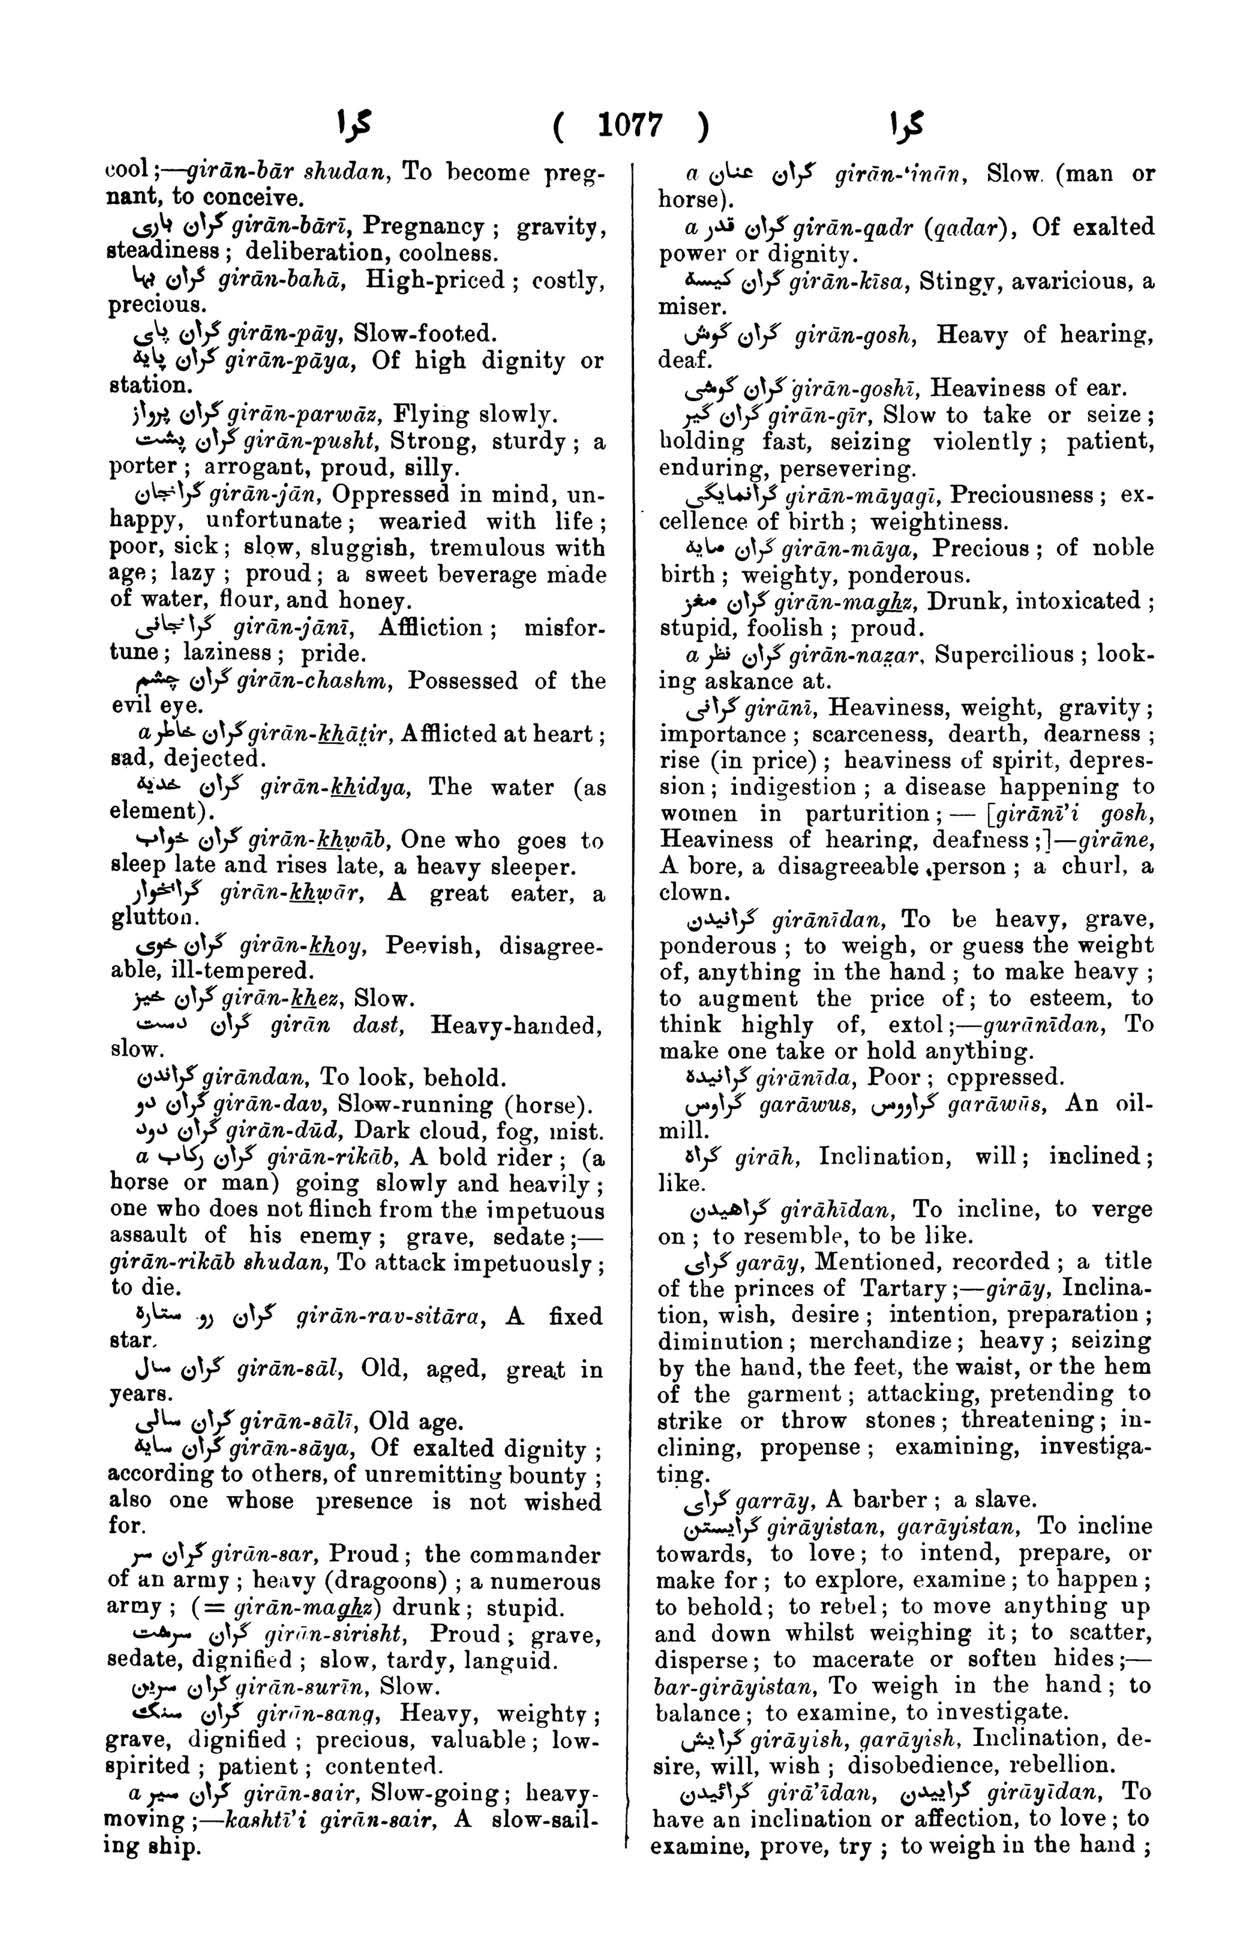 گرا ( 1077 ) گرا
cool ;—girān-bār shudan, To become preg-
nant, to conceive.
گران باری girān-bārī, Pregnancy ; gravity,
steadiness ; deliberation, coolness.
گران بها girān-bahā, High-priced ; costly,
precious.
گران پای girān-pāy, Slow-footed.
گران پایه girān-pāya, Of high dignity or
station.
گران پرواز girān-parwāz, Flying slowly.
گران پشت girān-pusht, Strong, sturdy ; a
porter ; arrogant, proud, silly.
گرانجان girān-jān, Oppressed in mind, un-
happy, unfortunate ; wearied with life ;
poor, sick ; slow, sluggish, tremulous with
age ; lazy ; proud ; a sweet beverage made
of water, flour, and honey.
گرانجانی girān-jānī, Affliction ; misfor-
tune ; laziness ; pride.
گران چشم girān-chashm, Possessed of the
evil eye.
a گران خاطر girān-khāt̤ir, Afflicted at heart ;
sad, dejected.
گران خدیه girān-khidya, The water (as
element).
گران خواب girān-khẉāb, One who goes to
sleep late and rises late, a heavy sleeper.
گرانخوار girān-khẉār, A great eater, a
glutton.
گران خوی girān-khoy, Peevish, disagree-
able, ill-tempered.
گران خیز girān-khez, Slow.
گران دست girān dast, Heavy-handed,
slow.
گراندن girāndan, To look, behold.
گران دو girān-dav, Slow-running (horse).
گران دود girān-dūd, Dark cloud, fog, mist.
a گران رکاب girān-rikāb, A bold rider ; (a
horse or man) going slowly and heavily ;
one who does not flinch from the impetuous
assault of his enemy ; grave, sedate ;—
girān-rikāb shudan, To attack impetuously ;
to die.
گران رو ستاره girān-rav-sitāra, A fixed
star.
گران سال girān-sāl, Old, aged, great in
years.
گران سالی girān-sālī, Old age.
گران سایه girān-sāya, Of exalted dignity ;
according to others, of unremitting bounty ;
also one whose presence is not wished
for.
گران سر girān-sar, Proud ; the commander
of an army ; heavy (dragoons) ; a numerous
army ; (= girān-maghz) drunk ; stupid.
گران سرشت girān-sirisht, Proud ; grave,
sedate, dignified ; slow, tardy, languid.
گران سرین girān-surīn, Slow.
گران سنگ girān-sang, Heavy, weighty ;
grave, dignified ; precious, valuable ; low-
spirited ; patient ; contented.
a گران سیر girān-sair, Slow-going ; heavy-
moving ;—kashtī'i girān-sair, A slow-sail-
ing ship.
a گران عنان girān-‘inān, Slow (man or
horse).
a گران قدر girān-qadr (qadar), Of exalted
power or dignity.
گران کیسه girān-kīsa, Stingy, avaricious, a
miser.
گران گوش girān-gosh, Heavy of hearing,
deaf.
گران گوشی girān-goshī, Heaviness of ear.
گران گیر girān-gīr, Slow to take or seize ;
holding fast, seizing violently ; patient,
enduring, persevering.
گرانمایگی girān-māyagī, Preciousness ; ex-
cellence of birth ; weightiness.
گران مایه girān-māya, Precious ; of noble
birth ; weighty, ponderous.
گران مغز girān-maghz, Drunk, intoxicated ;
stupid, foolish ; proud.
a گران نظر girān-naz̤ar, Supercilious ; look-
ing askance at.
گرانی girānī, Heaviness, weight, gravity ;
importance ; scarceness, dearth, dearness ;
rise (in price) ; heaviness of spirit, depres-
sion ; indigestion ; a disease happening to
women in parturition ; — [girānī'i gosh,
Heaviness of hearing, deafness ;]—girāne,
A bore, a disagreeable person ; a churl, a
clown.
گرانیدن girānīdan, To be heavy, grave,
ponderous ; to weigh, or guess the weight
of, anything in the hand ; to make heavy ;
to augment the price of ; to esteem, to
think highly of, extol ;—gurānīdan, To
make one take or hold anything.
گرانیده girānīda, Poor ; oppressed.
گراوس garāwus, گراووس garāwūs, An oil-
mill.
گراه girāh, Inclination, will ; inclined ;
like.
گراهیدن girāhīdan, To incline, to verge
on ; to resemble, to be like.
گرای garāy, Mentioned, recorded ; a title
of the princes of Tartary ;—girāy, Inclina-
tion, wish, desire ; intention, preparation ;
diminution ; merchandize ; heavy ; seizing
by the hand, the feet, the waist, or the hem
of the garment ; attacking, pretending to
strike or throw stones ; threatening ; in-
clining, propense ; examining, investiga-
ting.
گرای garrāy, A barber ; a slave.
گرایستن girāyistan, garāyistan, To incline
towards, to love ; to intend, prepare, or
make for ; to explore, examine ; to happen ;
to behold ; to rebel ; to move anything up
and down whilst weighing it ; to scatter,
disperse ; to macerate or soften hides ;—
bar-girāyistan, To weigh in the hand ; to
balance ; to examine, to investigate.
گرایش girāyish, garāyish, Inclination, de-
sire, will, wish ; disobedience, rebellion.
گرائیدن girā'īdan, گراییدن girāyīdan, To
have an inclination or affection, to love ; to
examine, prove, try ; to weigh in the hand ;